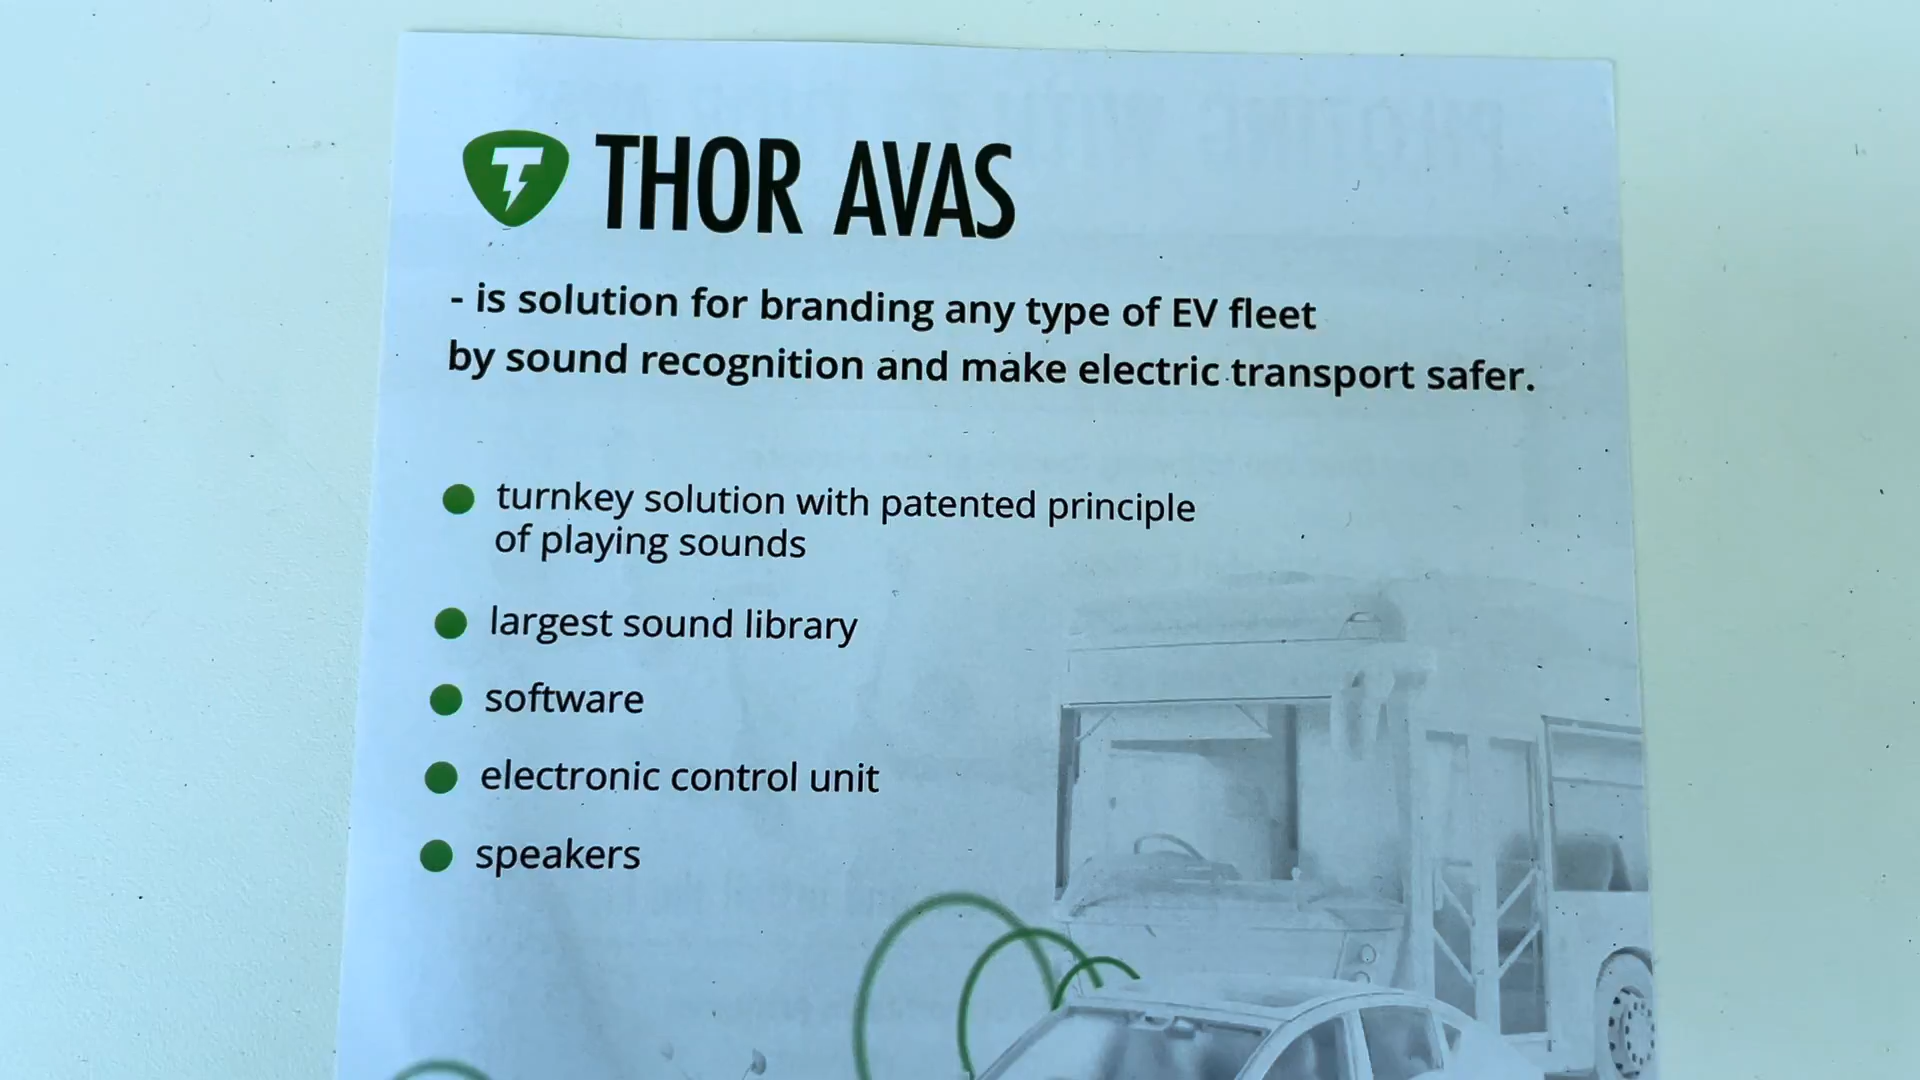 THOR AVAS
- is solution for branding any type of EV fleet
by sound recognition and make electric transport safer.
turnkey solution with patented principle
of playing sounds
largest sound library
software
electronic control unit
speakers